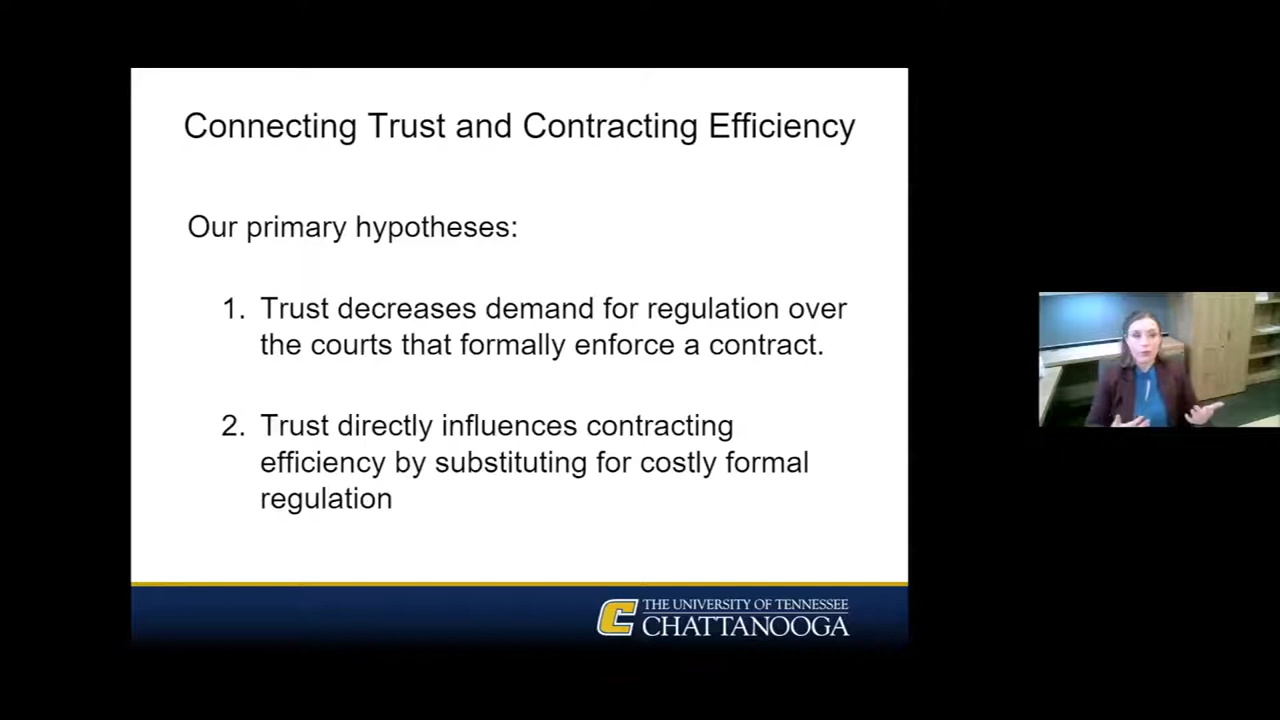 Connecting Trust and Contracting Efficiency
Our primary hypotheses:
1. Trust decreases demand for regulation over
the courts that formally enforce a contract.
2. Trust directly influences contracting
efficiency by substituting for costly formal
regulation
THE UNIVERSITY OF TENNESSEE
CHATTANOOGA